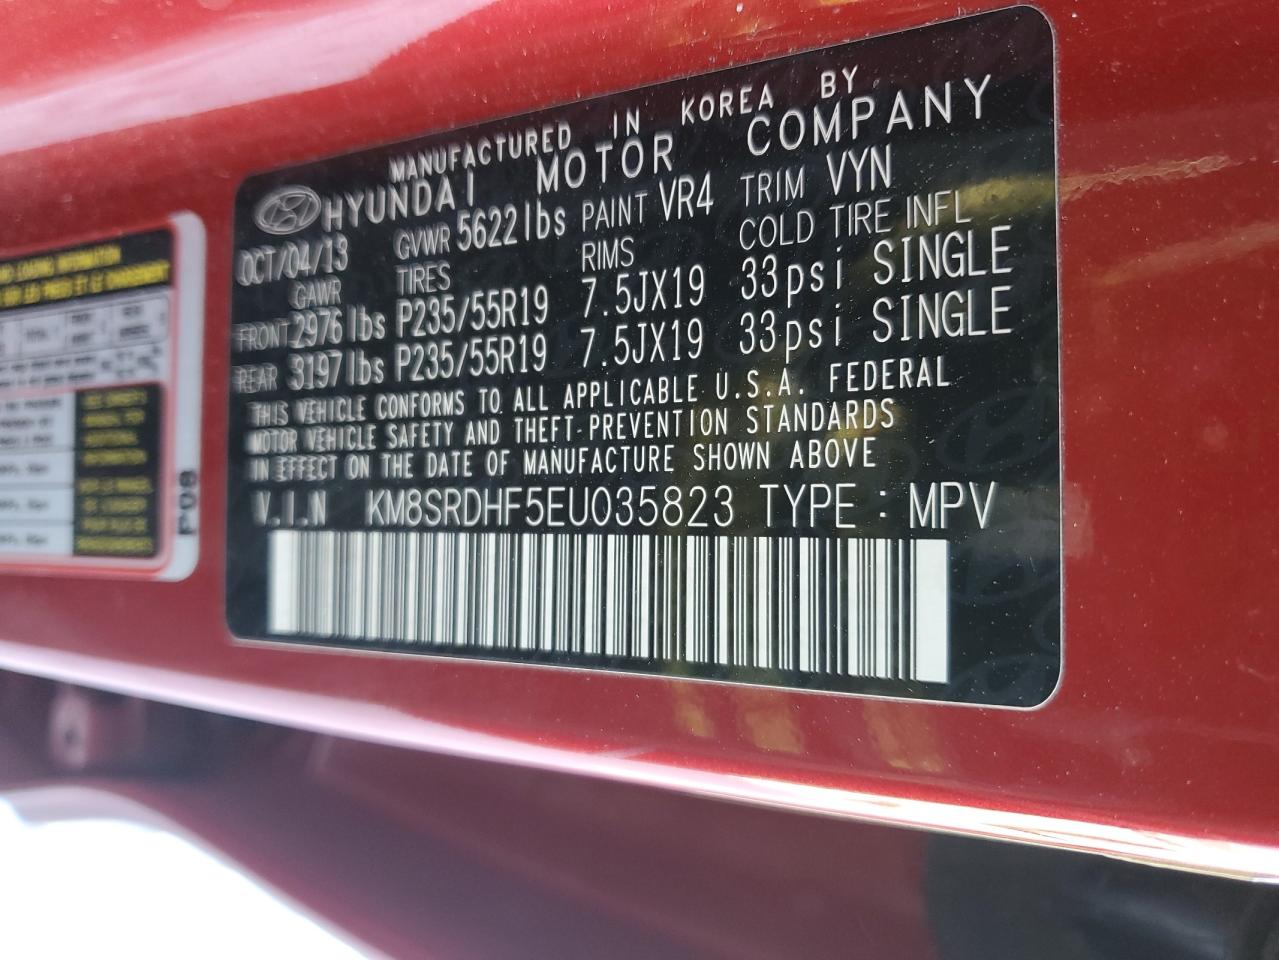 MANUFACTURED IN KOREA BY
HYUNDAI MOTOR COMPANY
OCT/04/13 GVWR 5622lbs PAINT VR4 TRIM VYN
GAWR TIRES RIMS COLD TIRE INFL
FRONT 2976lbs P235/55R19 7.5JX19 33psi SINGLE
REAR 3197lbs P235/55R19 7.5JX19 33psi SINGLE
THIS VEHICLE CONFORMS TO ALL APPLICABLE U.S.A. FEDERAL
MOTOR VEHICLE SAFETY AND THEFT-PREVENTION STANDARDS
IN EFFECT ON THE DATE OF MANUFACTURE SHOWN ABOVE
V.I.N KM8SRDHF5EU035823 TYPE : MPV
LOADING INFORMATION
P08